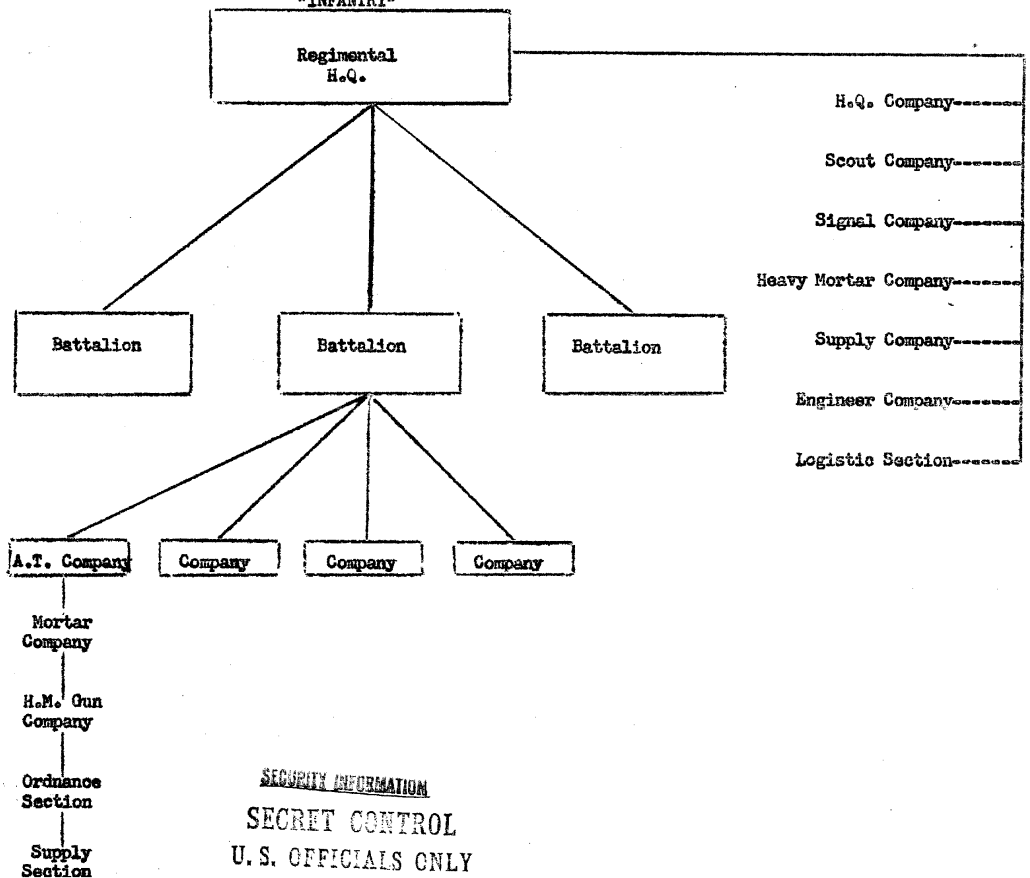 "INFANTRY"
Regimental
H.Q.
H.Q. Company
Scout Company
Signal Company
Heavy Mortar Company
Supply Company
Engineer Company
Logistic Section
Battalion
Battalion
Battalion
A.T. Company
Company
Company
Company
Mortar
Company
H.M. Gun
Company
Ordnance
Section
Supply
Section
SECURITY INFORMATION
SECRET CONTROL
U. S. OFFICIALS ONLY